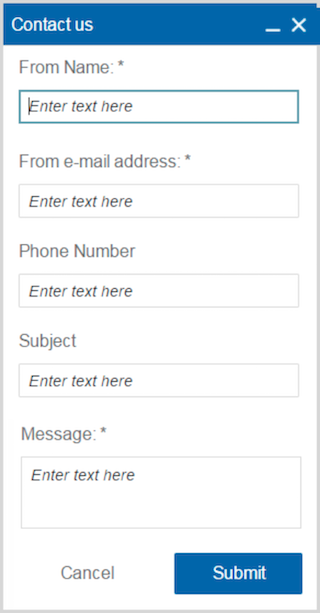 Contact us
From Name: *
Enter text here
From e-mail address: *
Enter text here
Phone Number
Enter text here
Subject
Enter text here
Message: *
Enter text here
Cancel Submit